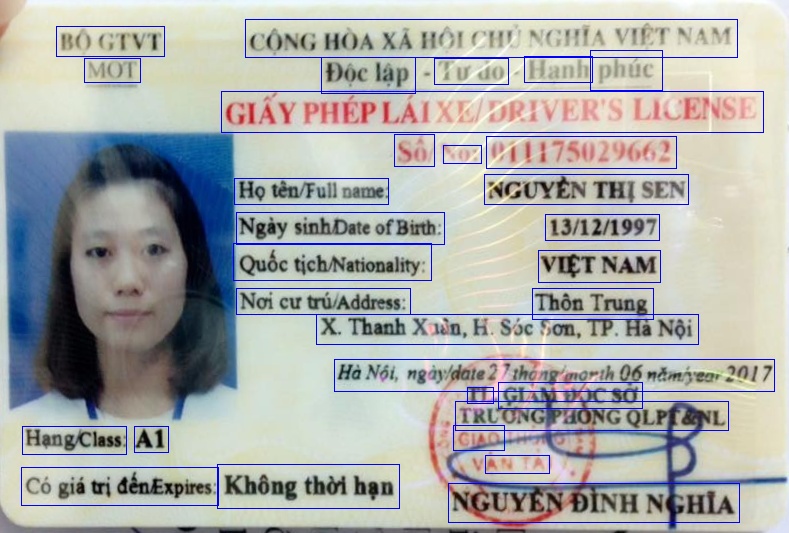 BỘ GTVT
MOT
CỘNG HÒA XÃ HỘI CHỦ NGHĨA VIỆT NAM
Độc lập - Tự do - Hạnh phúc
GIẤY PHÉP LÁI XE/ DRIVER'S LICENSE
Số/ No: 011175029662
Họ tên/Full name: NGUYỄN THỊ SEN
Ngày sinh/Date of Birth: 13/12/1997
Quốc tịch/Nationality: VIỆT NAM
Nơi cư trú/Address: Thôn Trung
X. Thanh Xuân, H. Sóc Sơn, TP. Hà Nội
Hà Nội, ngày/date 27 tháng/month 06 năm/year 2017
TL. GIÁM ĐỐC SỞ
TRƯỞNG PHÒNG QLPT&NL
GIAO THÔNG
VẬN TẢI
Hạng/Class: A1
Có giá trị đến/Expires: Không thời hạn
NGUYỄN ĐÌNH NGHĨA